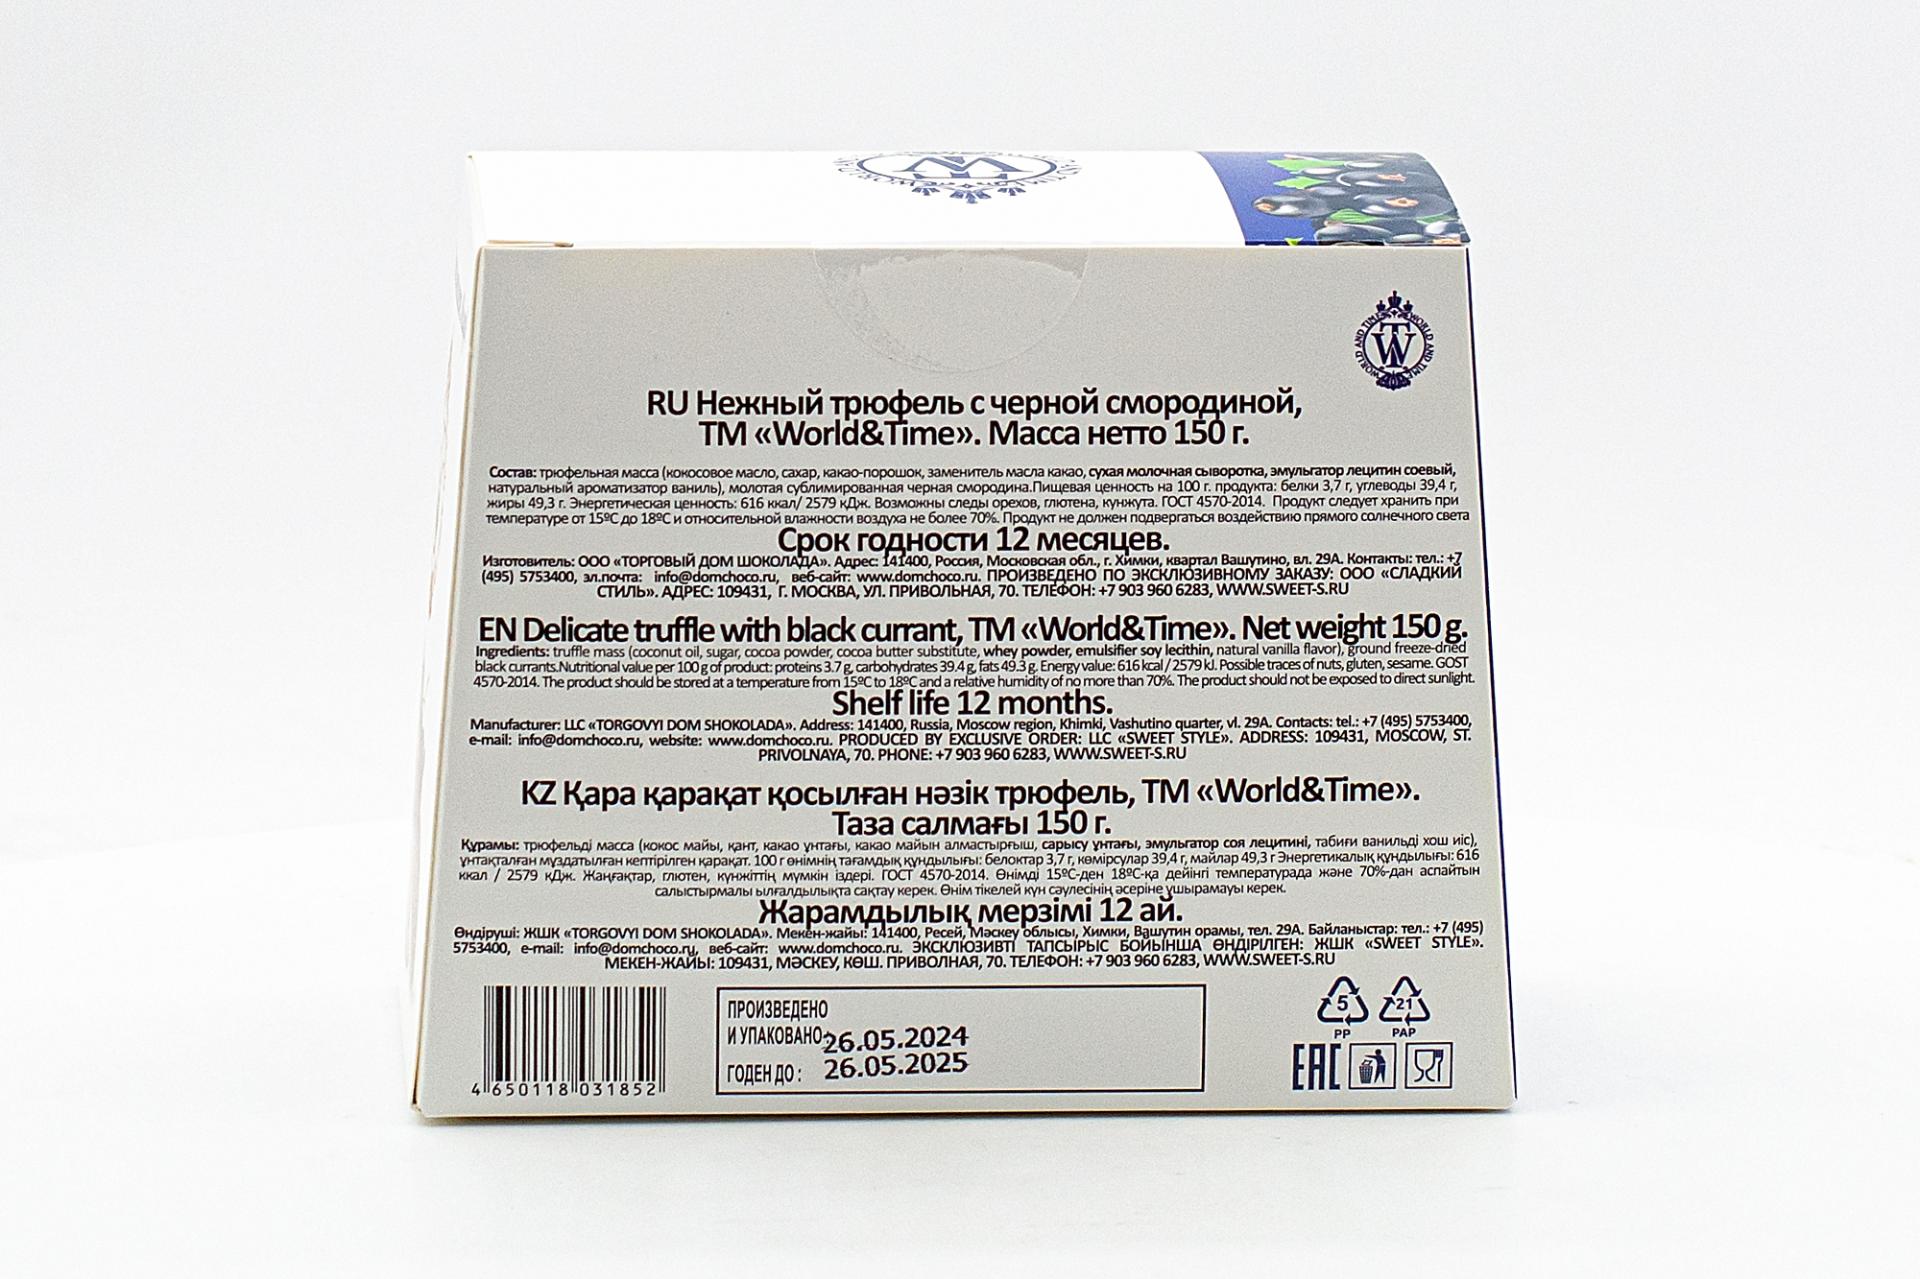 WORLD AND TIME
TW
WORLD AND TIME
RU Нежный трюфель с черной смородиной,
ТМ «World&Time». Масса нетто 150 г.
Состав: трюфельная масса (кокосовое масло, сахар, какао-порошок, заменитель масла какао, сухая молочная сыворотка, эмульгатор лецитин соевый,
натуральный ароматизатор ваниль), молотая сублимированная черная смородина.Пищевая ценность на 100 г. продукта: белки 3,7 г, углеводы 39,4 г,
жиры 49,3 г. Энергетическая ценность: 616 ккал/ 2579 кДж. Возможны следы орехов, глютена, кунжута. ГОСТ 4570-2014. Продукт следует хранить при
температуре от 15ºС до 18ºС и относительной влажности воздуха не более 70%. Продукт не должен подвергаться воздействию прямого солнечного света
Срок годности 12 месяцев.
Изготовитель: ООО «ТОРГОВЫЙ ДОМ ШОКОЛАДА». Адрес: 141400, Россия, Московская обл., г. Химки, квартал Вашутино, вл. 29А. Контакты: тел.: +7
(495) 5753400, эл.почта: info@domchoco.ru, веб-сайт: www.domchoco.ru. ПРОИЗВЕДЕНО ПО ЭКСКЛЮЗИВНОМУ ЗАКАЗУ: ООО «СЛАДКИЙ
СТИЛЬ». АДРЕС: 109431, Г. МОСКВА, УЛ. ПРИВОЛЬНАЯ, 70. ТЕЛЕФОН: +7 903 960 6283, WWW.SWEET-S.RU
EN Delicate truffle with black currant, TM «World&Time». Net weight 150 g.
Ingredients: truffle mass (coconut oil, sugar, cocoa powder, cocoa butter substitute, whey powder, emulsifier soy lecithin, natural vanilla flavor), ground freeze-dried
black currants.Nutritional value per 100 g of product: proteins 3.7 g, carbohydrates 39.4 g, fats 49.3 g. Energy value: 616 kcal / 2579 kJ. Possible traces of nuts, gluten, sesame. GOST
4570-2014. The product should be stored at a temperature from 15ºC to 18ºC and a relative humidity of no more than 70%. The product should not be exposed to direct sunlight.
Shelf life 12 months.
Manufacturer: LLC «TORGOVYI DOM SHOKOLADA». Address: 141400, Russia, Moscow region, Khimki, Vashutino quarter, vl. 29A. Contacts: tel.: +7 (495) 5753400,
e-mail: info@domchoco.ru, website: www.domchoco.ru. PRODUCED BY EXCLUSIVE ORDER: LLC «SWEET STYLE». ADDRESS: 109431, MOSCOW, ST.
PRIVOLNAYA, 70. PHONE: +7 903 960 6283, WWW.SWEET-S.RU
KZ Қара қарақат қосылған нәзік трюфель, ТМ «World&Time».
Таза салмағы 150 г.
Құрамы: трюфельді масса (кокос майы, қант, какао ұнтағы, какао майын алмастырғыш, сарысу ұнтағы, эмульгатор соя лецитині, табиғи ванильді хош иіс),
ұнтақталған мұздатылған кептірілген қарақат. 100 г өнімнің тағамдық құндылығы: белоктар 3,7 г, көмірсулар 39,4 г, майлар 49,3 г Энергетикалық құндылығы: 616
ккал / 2579 кДж. Жаңғақтар, глютен, күнжіттің мүмкін іздері. ГОСТ 4570-2014. Өнімді 15ºС-ден 18ºС-қа дейінгі температурада және 70%-дан аспайтын
салыстырмалы ылғалдылықта сақтау керек. Өнім тікелей күн сәулесінің әсеріне ұшырамауы керек.
Жарамдылық мерзімі 12 ай.
Өндіруші: ЖШК «TORGOVYI DOM SHOKOLADA». Мекен-жайы: 141400, Ресей, Мәскеу облысы, Химки, Вашутин орамы, тел. 29А. Байланыстар: тел.: +7 (495)
5753400, e-mail: info@domchoco.ru, веб-сайт: www.domchoco.ru. ЭКСКЛЮЗИВТІ ТАПСЫРЫС БОЙЫНША ӨНДІРІЛГЕН: ЖШК «SWEET STYLE».
МЕКЕН-ЖАЙЫ: 109431, МӘСКЕУ, КӨШ. ПРИВОЛНАЯ, 70. ТЕЛЕФОН: +7 903 960 6283, WWW.SWEET-S.RU
4 650118 031852
ПРОИЗВЕДЕНО
И УПАКОВАНО: 26.05.2024
ГОДЕН ДО : 26.05.2025
5 21
PP PAP
EAC